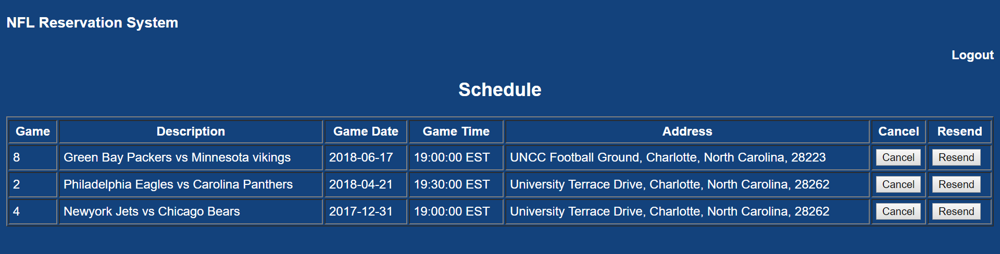 NFL Reservation System
Logout
Schedule
Game Description Game Date Game Time Address Cancel Resend
8 Green Bay Packers vs Minnesota vikings 2018-06-17 19:00:00 EST UNCC Football Ground, Charlotte, North Carolina, 28223 Cancel Resend
2 Philadelphia Eagles vs Carolina Panthers 2018-04-21 19:30:00 EST University Terrace Drive, Charlotte, North Carolina, 28262 Cancel Resend
4 Newyork Jets vs Chicago Bears 2017-12-31 19:00:00 EST University Terrace Drive, Charlotte, North Carolina, 28262 Cancel Resend